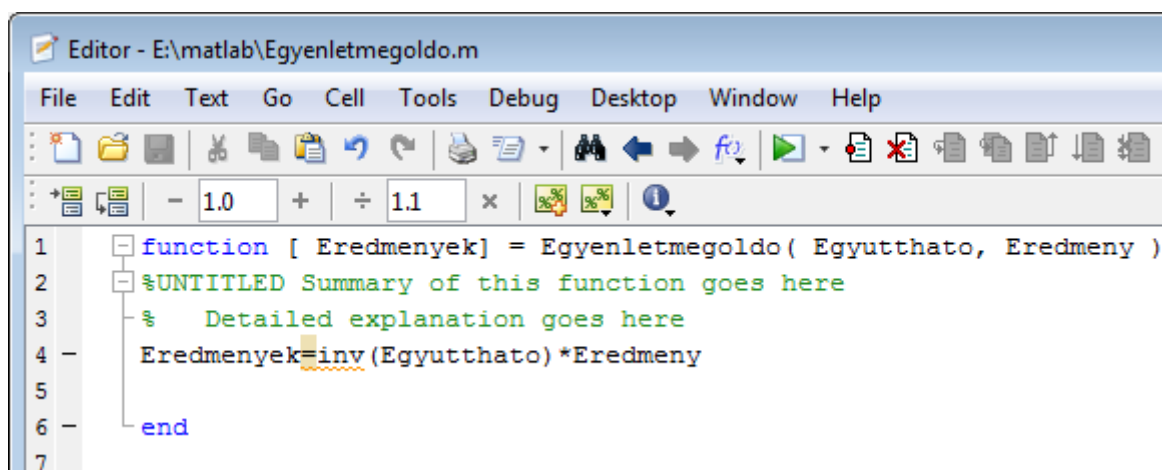 Editor - E:\matlab\Egyenletmegoldo.m
File Edit Text Go Cell Tools Debug Desktop Window Help
- 1.0 + ÷ 1.1 ×
1 function [ Eredmenyek] = Egyenletmegoldo( Egyutthato, Eredmeny )
2 %UNTITLED Summary of this function goes here
3 %   Detailed explanation goes here
4 - Eredmenyek=inv(Egyutthato)*Eredmeny
5
6 - end
7